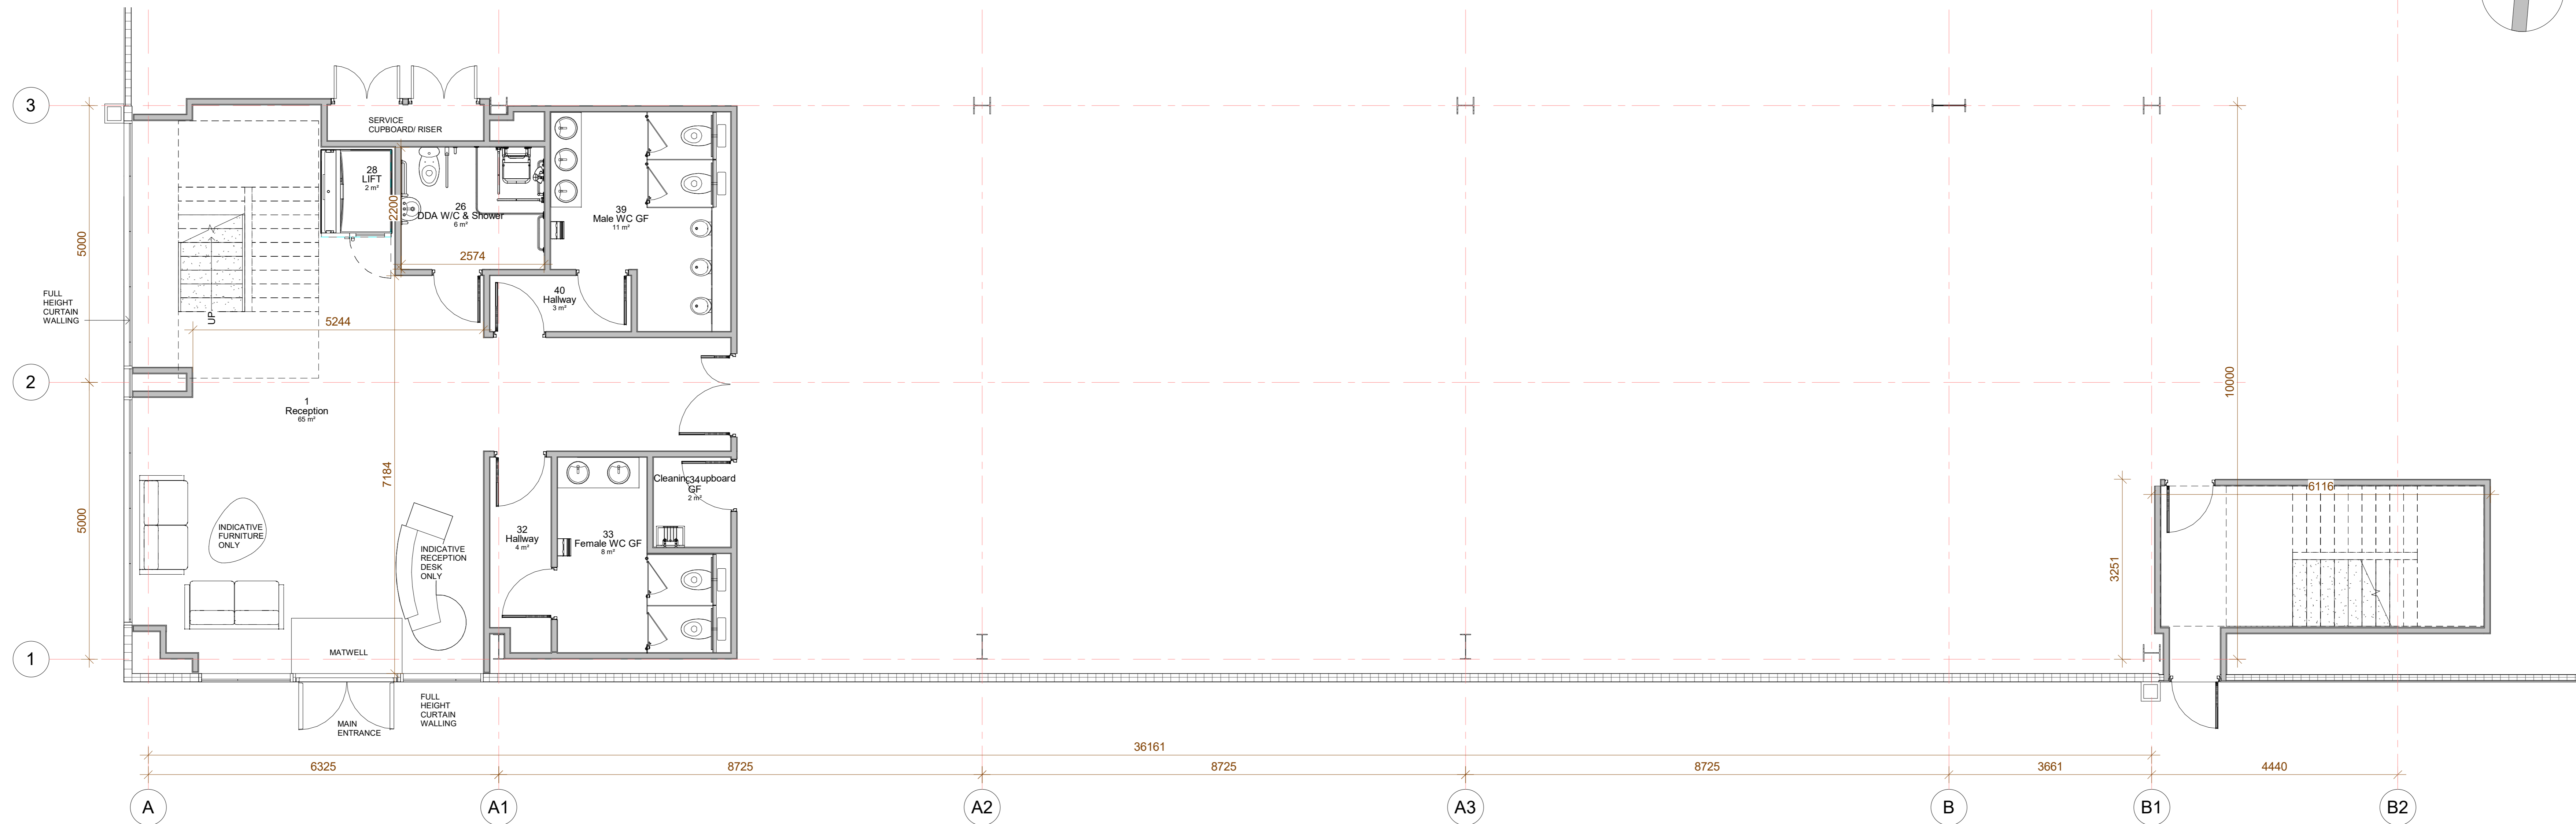 3
SERVICE
CUPBOARD/ RISER
28
LIFT
2 m²
2200
26
DDA W/C & Shower
6 m²
39
Male WC GF
11 m²
5000
2574
40
Hallway
3 m²
FULL
HEIGHT
CURTAIN
WALLING
UP
5244
2
10000
1
Reception
65 m²
7184
34
Cleaning Cupboard
GF
2 m²
6116
5000
INDICATIVE
FURNITURE
ONLY
INDICATIVE
RECEPTION
DESK
ONLY
32
Hallway
4 m²
33
Female WC GF
8 m²
3251
1
MATWELL
MAIN
ENTRANCE
FULL
HEIGHT
CURTAIN
WALLING
36161
6325
8725
8725
8725
3661
4440
A
A1
A2
A3
B
B1
B2